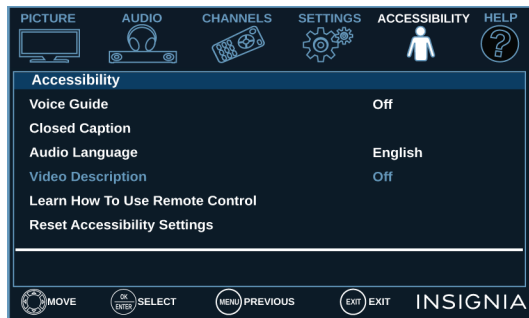 PICTURE AUDIO CHANNELS SETTINGS ACCESSIBILITY HELP
?
Accessibility
Voice Guide Off
Closed Caption
Audio Language English
Video Description Off
Learn How To Use Remote Control
Reset Accessibility Settings
MOVE OK ENTER SELECT MENU PREVIOUS EXIT EXIT INSIGNIA